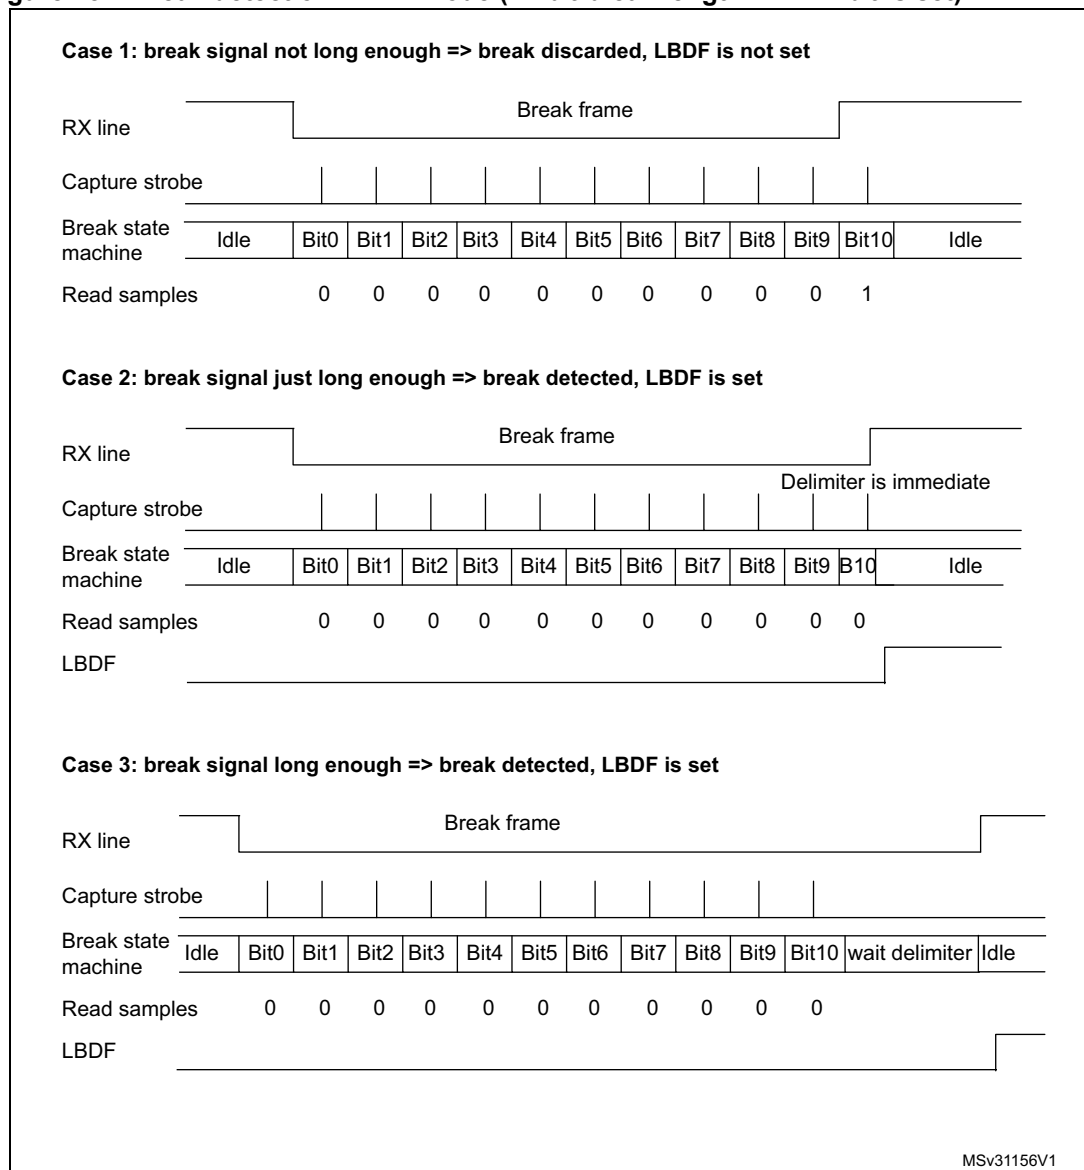 Case 1: break signal not long enough => break discarded, LBDF is not set
Break frame
RX line
Capture strobe
Break state machine Idle Bit0 Bit1 Bit2 Bit3 Bit4 Bit5 Bit6 Bit7 Bit8 Bit9 Bit10 Idle
Read samples 0 0 0 0 0 0 0 0 0 0 1
Case 2: break signal just long enough => break detected, LBDF is set
Break frame
RX line
Delimiter is immediate
Capture strobe
Break state machine Idle Bit0 Bit1 Bit2 Bit3 Bit4 Bit5 Bit6 Bit7 Bit8 Bit9 B10 Idle
Read samples 0 0 0 0 0 0 0 0 0 0 0
LBDF
Case 3: break signal long enough => break detected, LBDF is set
Break frame
RX line
Capture strobe
Break state machine Idle Bit0 Bit1 Bit2 Bit3 Bit4 Bit5 Bit6 Bit7 Bit8 Bit9 Bit10 wait delimiter Idle
Read samples 0 0 0 0 0 0 0 0 0 0 0
LBDF
MSv31156V1